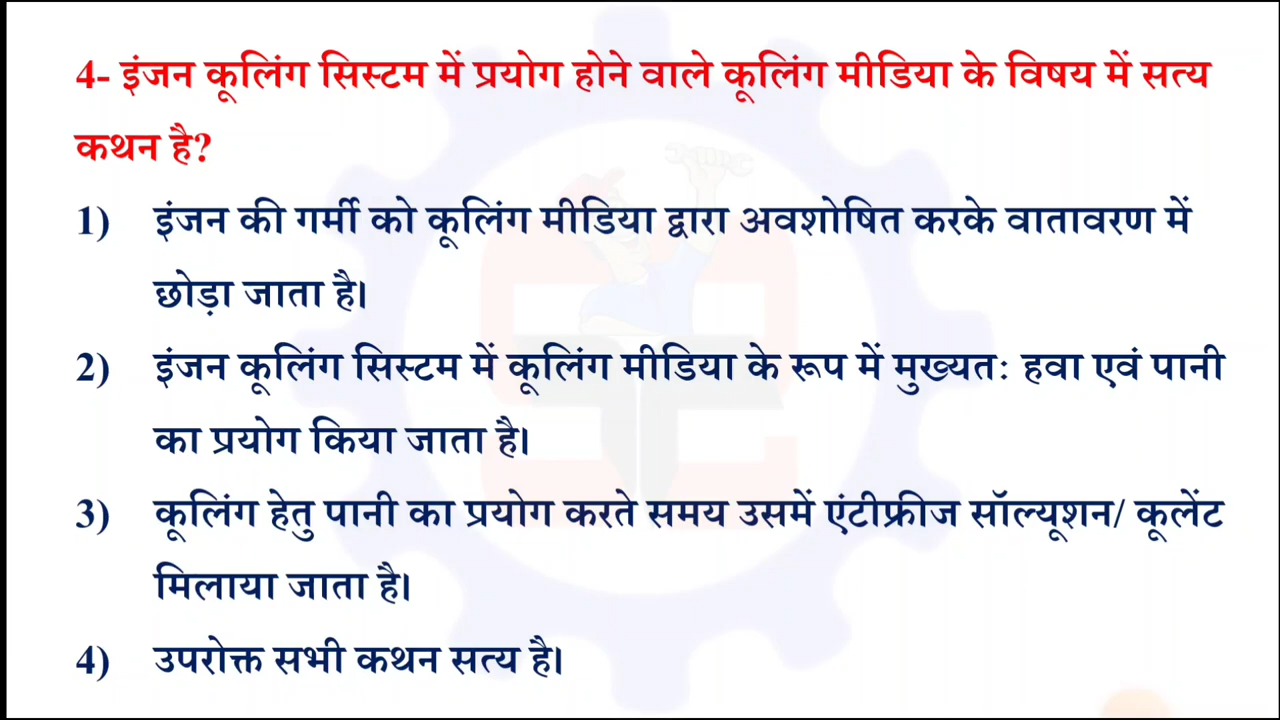 4- इंजन कूलिंग सिस्टम में प्रयोग होने वाले कूलिंग मीडिया के विषय में सत्य
कथन है?
1) इंजन की गर्मी को कूलिंग मीडिया द्वारा अवशोषित करके वातावरण में
छोड़ा जाता है।
2) इंजन कूलिंग सिस्टम में कूलिंग मीडिया के रूप में मुख्यतः हवा एवं पानी
का प्रयोग किया जाता है।
3) कूलिंग हेतु पानी का प्रयोग करते समय उसमें एंटीफ्रीज सॉल्यूशन/ कूलेंट
मिलाया जाता है।
4) उपरोक्त सभी कथन सत्य है।